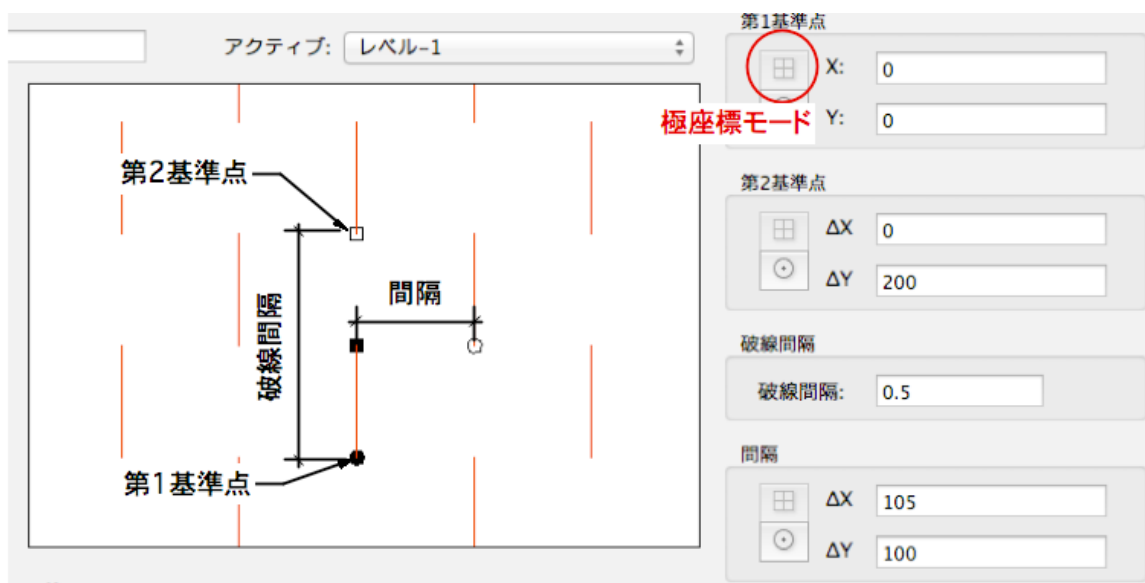 アクティブ: レベル-1
第2基準点
間隔
破線間隔
第1基準点
第1基準点
X: 0
極座標モード
Y: 0
第2基準点
ΔX 0
ΔY 200
破線間隔
破線間隔: 0.5
間隔
ΔX 105
ΔY 100